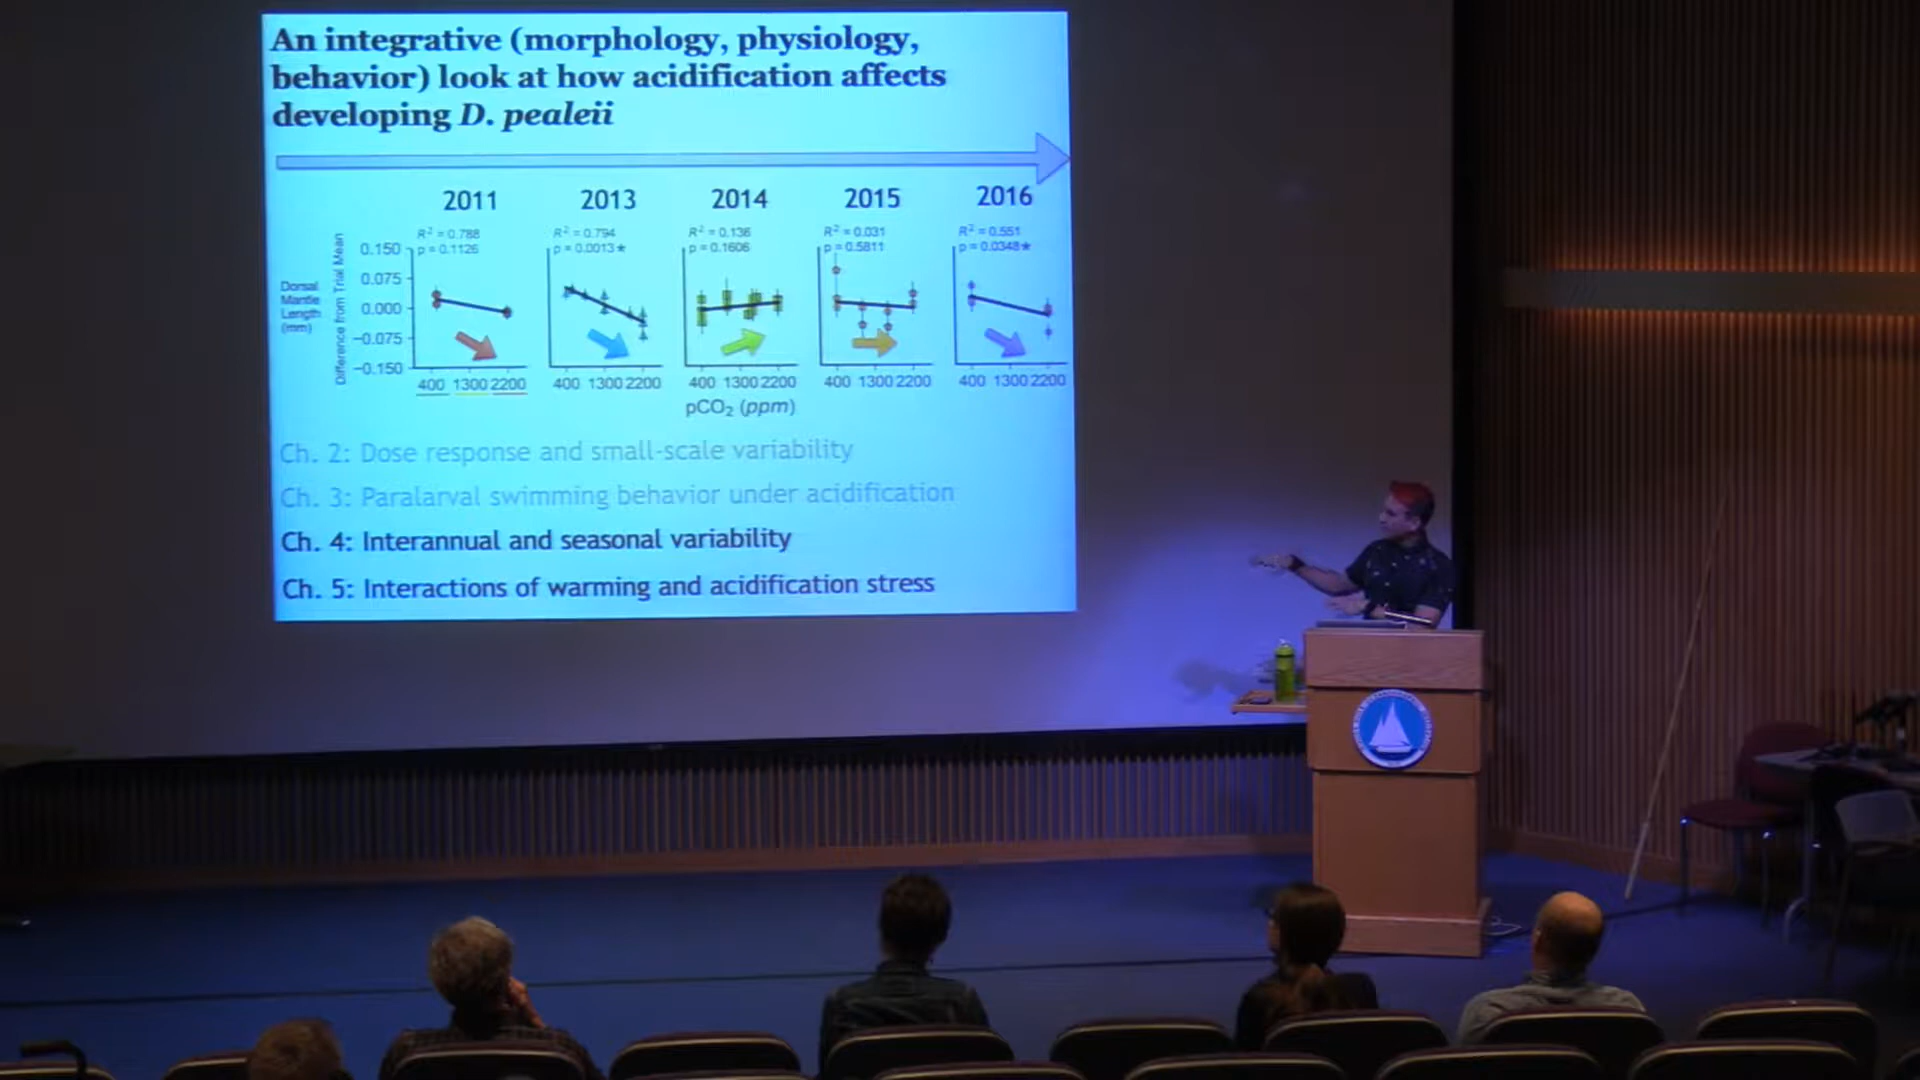 An integrative (morphology, physiology,
behavior) look at how acidification affects
developing D. pealeii
2011 2013 2014 2015 2016
R² = 0.788 R² = 0.794 R² = 0.136 R² = 0.031 R² = 0.551
p = 0.1126 p = 0.0013* p = 0.1606 p = 0.5811 p = 0.0348*
Dorsal
Mantle
Length
(mm)
Difference from Trial Mean
0.150
0.075
0.000
-0.075
-0.150
400 1300 2200 400 1300 2200 400 1300 2200 400 1300 2200 400 1300 2200
pCO₂ (ppm)
Ch. 2: Dose response and small-scale variability
Ch. 3: Paralarval swimming behavior under acidification
Ch. 4: Interannual and seasonal variability
Ch. 5: Interactions of warming and acidification stress